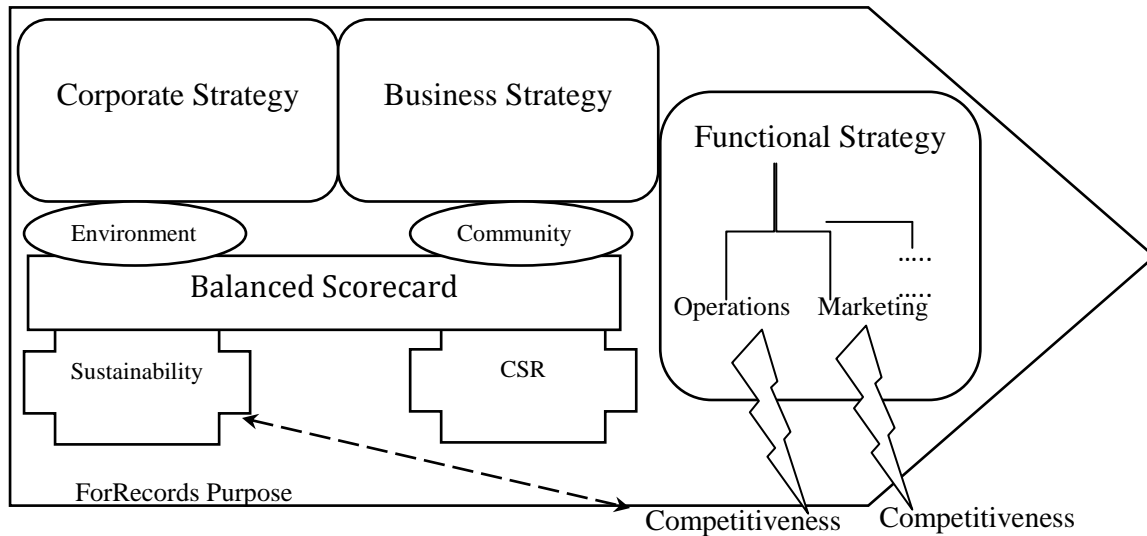 Corporate Strategy
Business Strategy
Functional Strategy
Environment
Community
.....
Balanced Scorecard
.....
Operations
Marketing
Sustainability
CSR
ForRecords Purpose
Competitiveness
Competitiveness